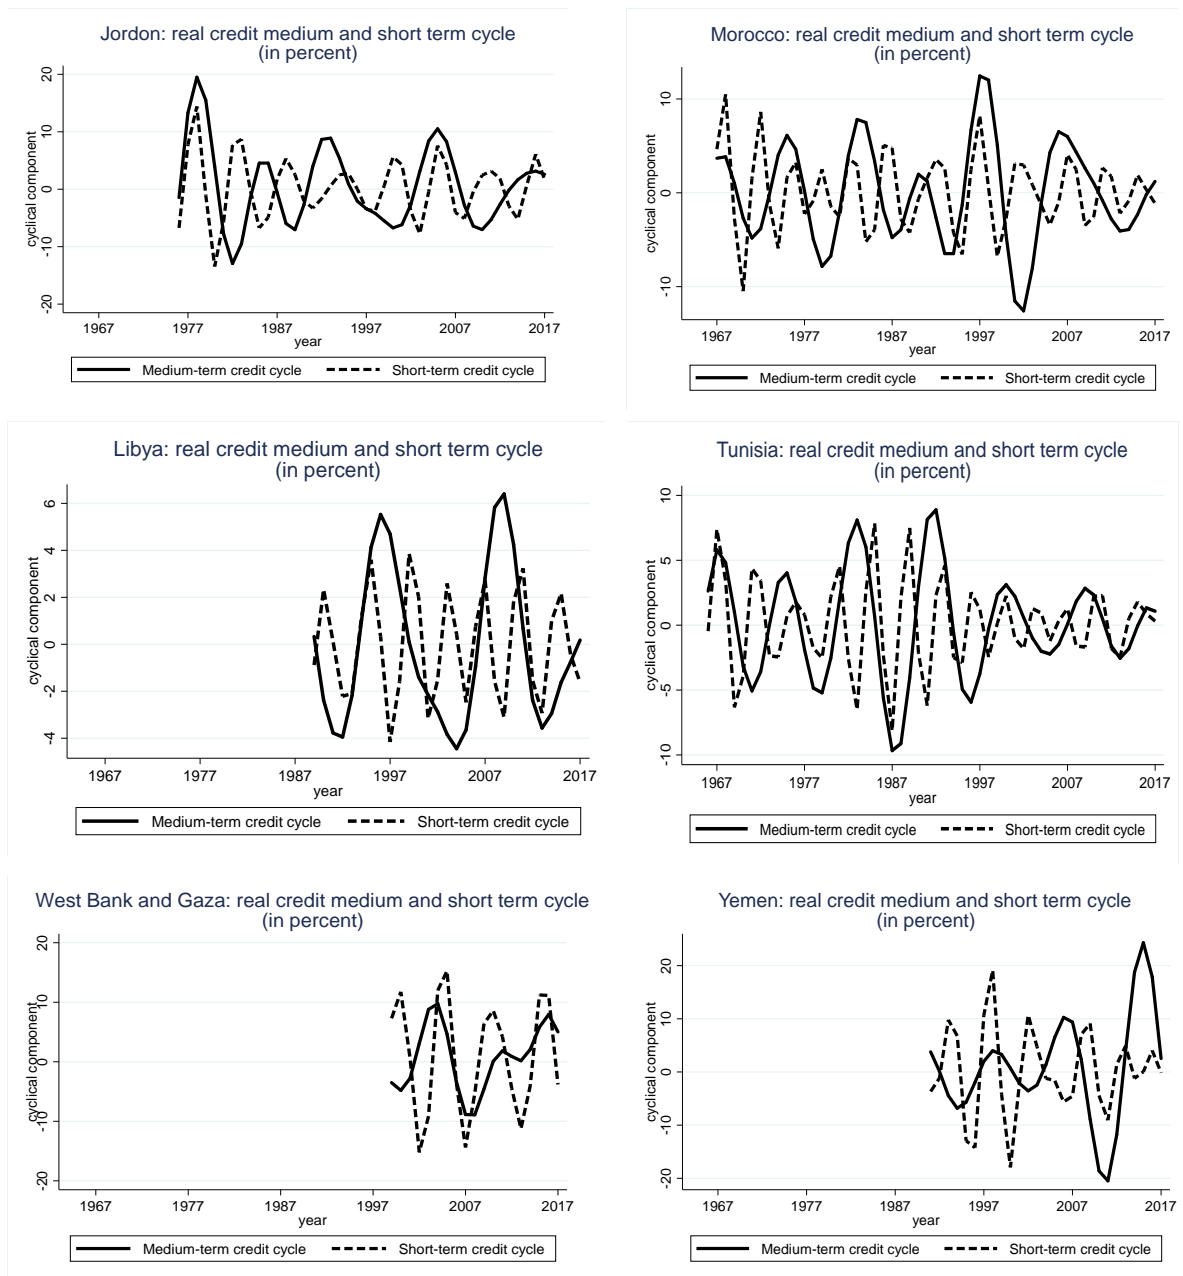 Jordon: real credit medium and short term cycle
(in percent)
cyclical component
20
10
0
-10
-20
1967 1977 1987 1997 2007 2017
year
Medium-term credit cycle Short-term credit cycle
Morocco: real credit medium and short term cycle
(in percent)
cyclical component
10
0
-10
1967 1977 1987 1997 2007 2017
year
Medium-term credit cycle Short-term credit cycle
Libya: real credit medium and short term cycle
(in percent)
cyclical component
6
4
2
0
-2
-4
1967 1977 1987 1997 2007 2017
year
Medium-term credit cycle Short-term credit cycle
Tunisia: real credit medium and short term cycle
(in percent)
cyclical component
10
5
0
-5
-10
1967 1977 1987 1997 2007 2017
year
Medium-term credit cycle Short-term credit cycle
West Bank and Gaza: real credit medium and short term cycle
(in percent)
cyclical component
20
10
0
-10
-20
1967 1977 1987 1997 2007 2017
year
Medium-term credit cycle Short-term credit cycle
Yemen: real credit medium and short term cycle
(in percent)
cyclical component
20
10
0
-10
-20
1967 1977 1987 1997 2007 2017
year
Medium-term credit cycle Short-term credit cycle